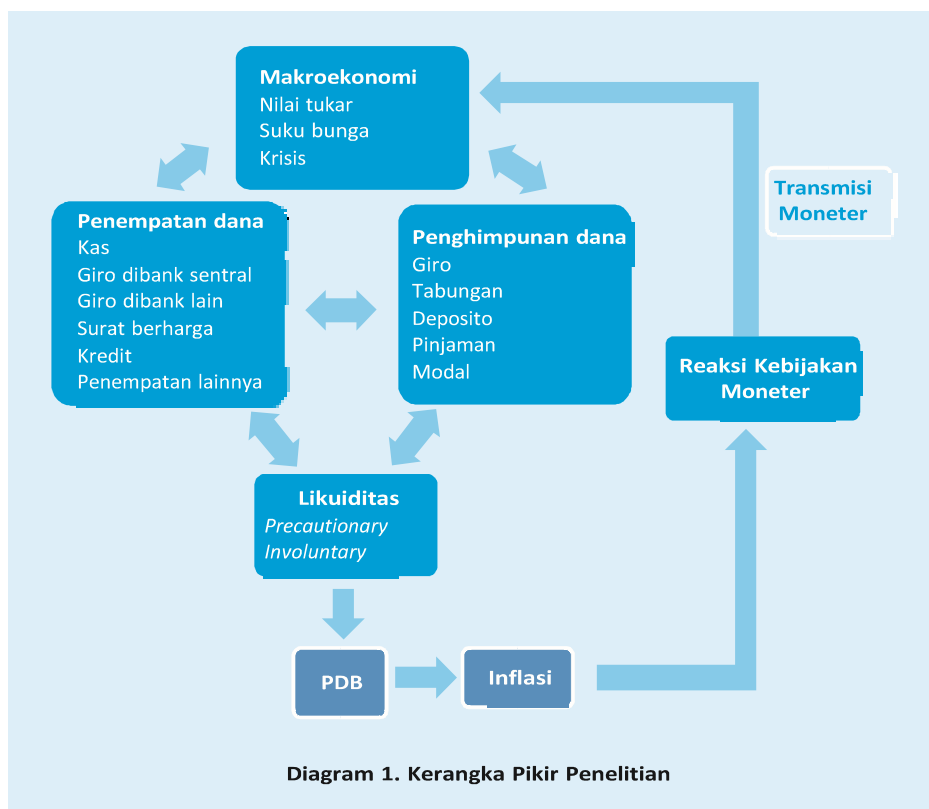 Makroekonomi
Nilai tukar
Suku bunga
Krisis
Transmisi
Moneter
Penempatan dana
Kas
Giro dibank sentral
Giro dibank lain
Surat berharga
Kredit
Penempatan lainnya
Penghimpunan dana
Giro
Tabungan
Deposito
Pinjaman
Modal
Reaksi Kebijakan
Moneter
Likuiditas
Precautionary
Involuntary
PDB
Inflasi
Diagram 1. Kerangka Pikir Penelitian